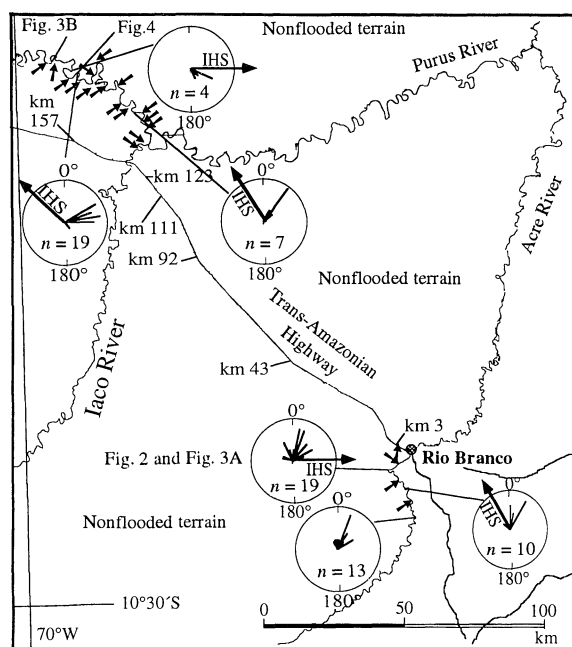 Fig. 3B
Fig.4
Nonflooded terrain
IHS
n = 4
180°
Purus River
km
157
0°
IHS
n = 19
180°
km 123
km 111
km 92
0°
IHS
n = 7
180°
Acre River
Nonflooded terrain
Iaco River
Trans-Amazonian
Highway
km 43
km 3
0°
IHS
n = 19
180°
Rio Branco
Fig. 2 and Fig. 3A
Nonflooded terrain
0°
n = 13
180°
0°
IHS
n = 10
180°
10°30´S
70°W
0
50
100
km